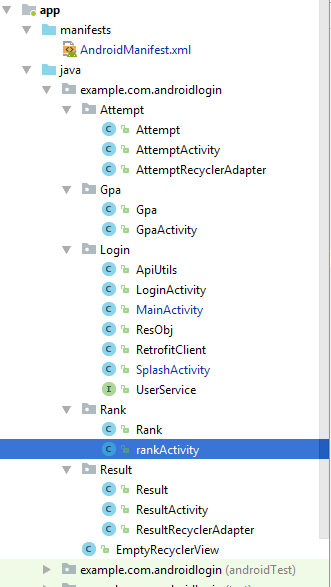 app
manifests
AndroidManifest.xml
java
example.com.androidlogin
Attempt
Attempt
AttemptActivity
AttemptRecyclerAdapter
Gpa
Gpa
GpaActivity
Login
ApiUtils
LoginActivity
MainActivity
ResObj
RetrofitClient
SplashActivity
UserService
Rank
Rank
rankActivity
Result
Result
ResultActivity
ResultRecyclerAdapter
EmptyRecyclerView
example.com.androidlogin (androidTest)